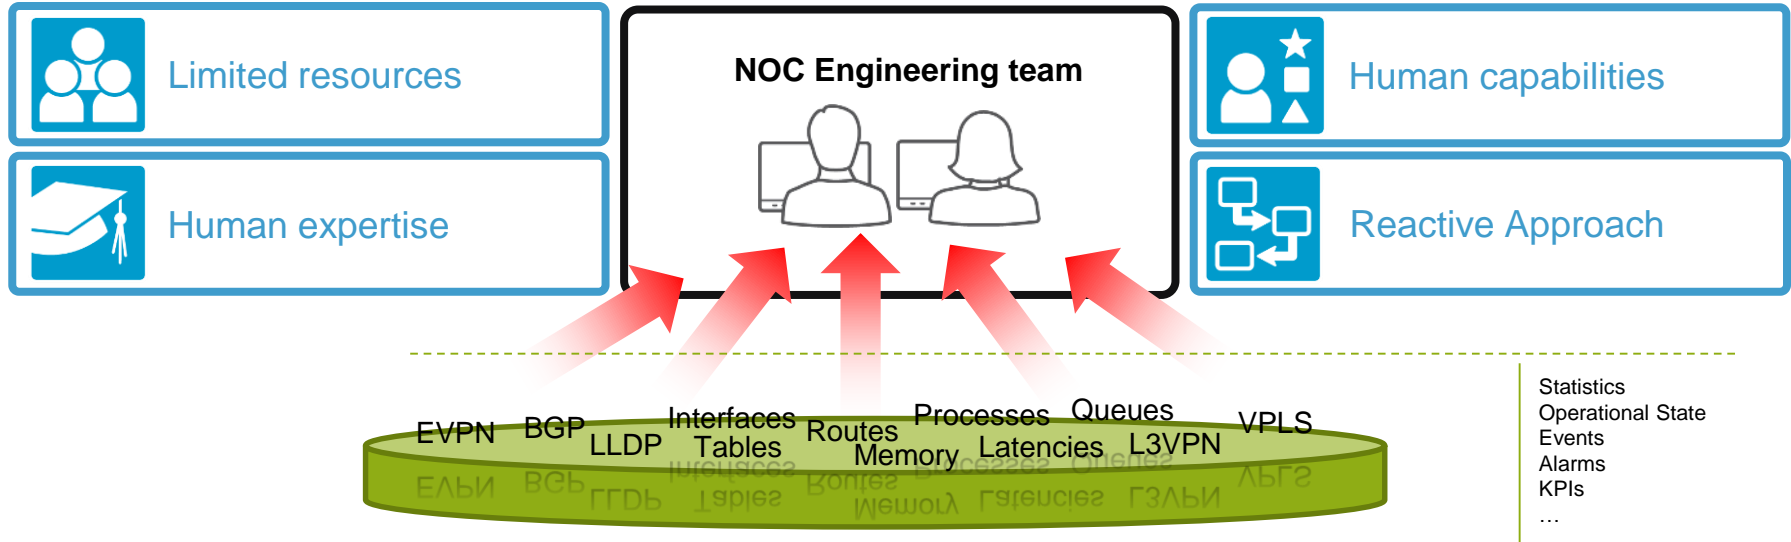 Limited resources
Human expertise
NOC Engineering team
Human capabilities
Reactive Approach
EVPN
BGP
LLDP
Interfaces
Tables
Routes
Memory
Processes
Latencies
Queues
L3VPN
VPLS
Statistics
Operational State
Events
Alarms
KPIs
…